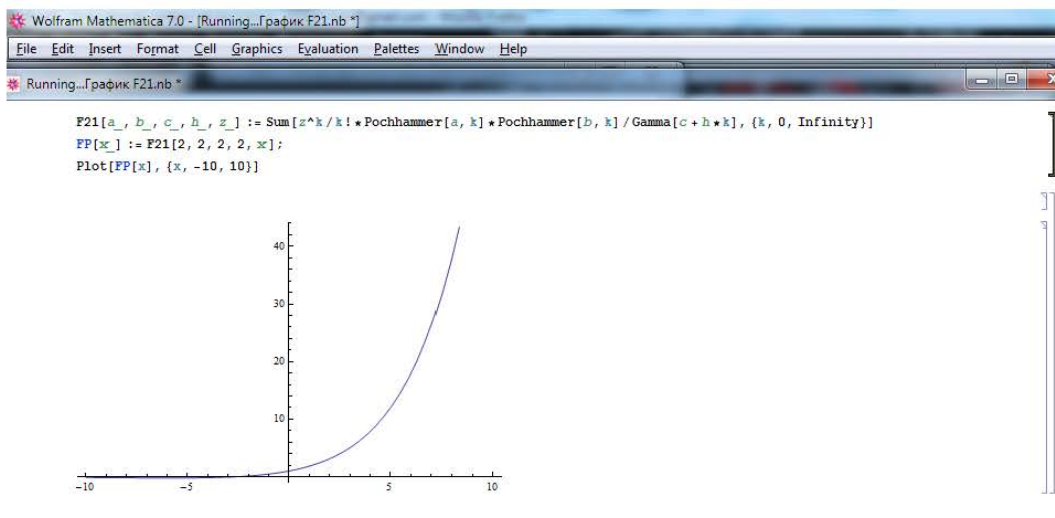 Wolfram Mathematica 7.0 - [Running...График F21.nb *]
File Edit Insert Format Cell Graphics Evaluation Palettes Window Help
Running...График F21.nb *
F21[a_, b_, c_, h_, z_] := Sum[z^k / k! * Pochhammer[a, k] * Pochhammer[b, k] / Gamma[c + h * k], {k, 0, Infinity}]
FP[x_] := F21[2, 2, 2, 2, x];
Plot[FP[x], {x, -10, 10}]
40
30
20
10
-10 -5 5 10